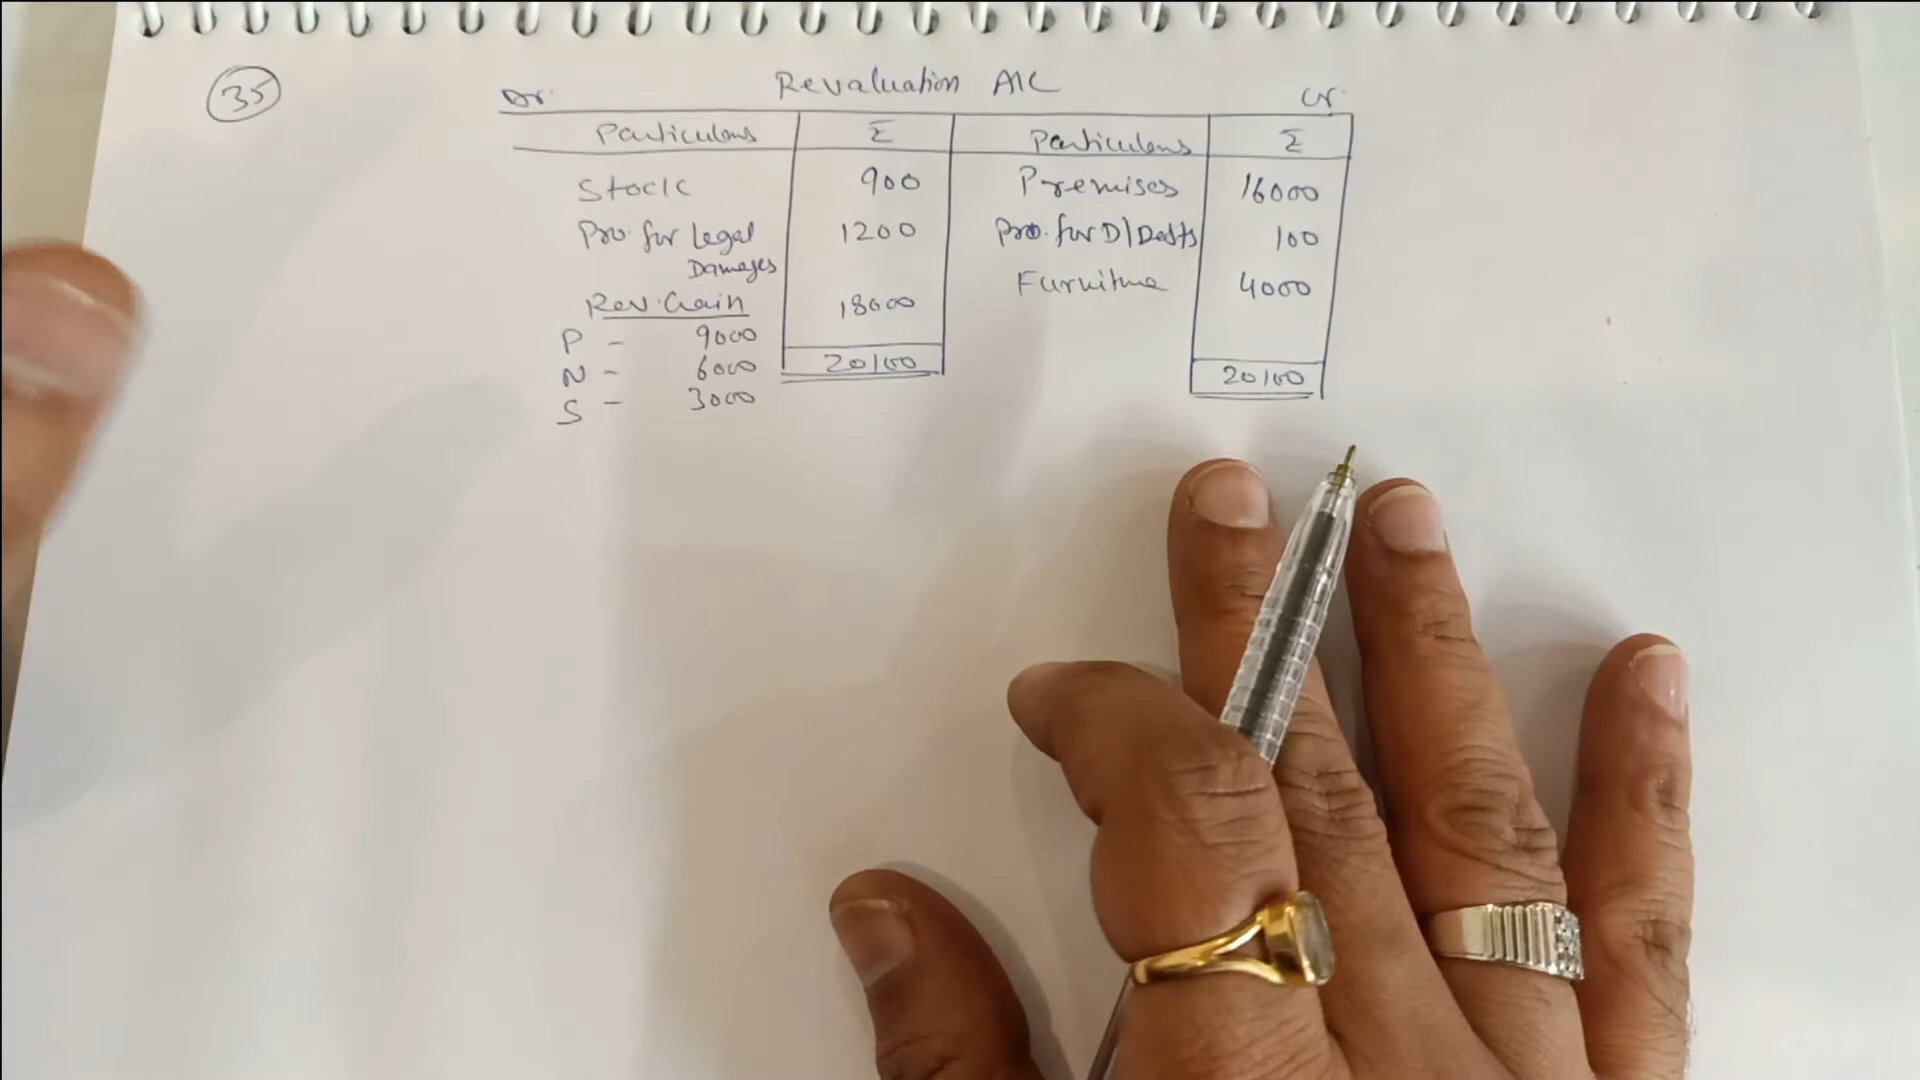 35
Revaluation A/C
Dr. Cr.
Particulars ₹ Particulars ₹
Stock 900 Premises 16000
Pro. for Legal 1200 Pro. for D/Debts 100
Damages Furniture 4000
Rev. Gain 18000
P - 9000
N - 6000 20100 20100
S - 3000